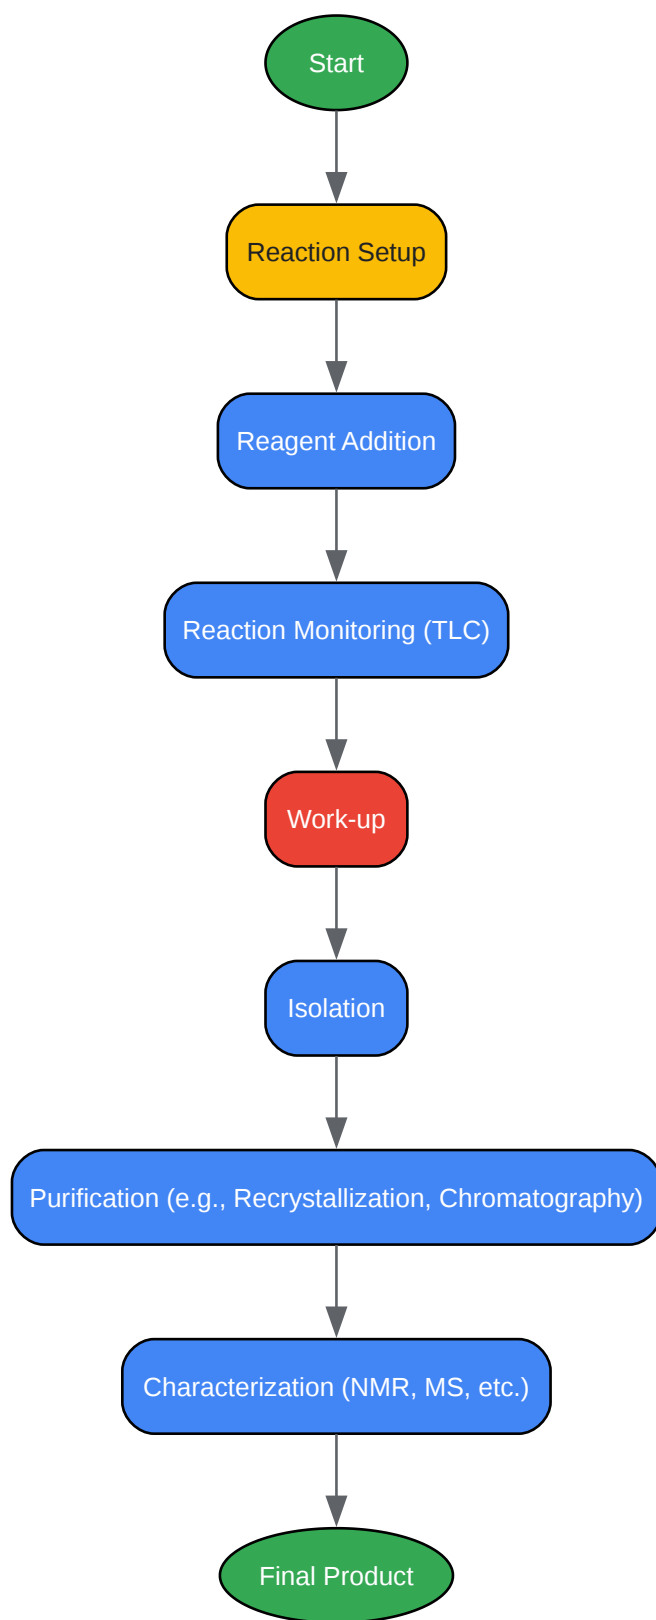 Start
Reaction Setup
Reagent Addition
Reaction Monitoring (TLC)
Work-up
Isolation
Purification (e.g., Recrystallization, Chromatography)
Characterization (NMR, MS, etc.)
Final Product